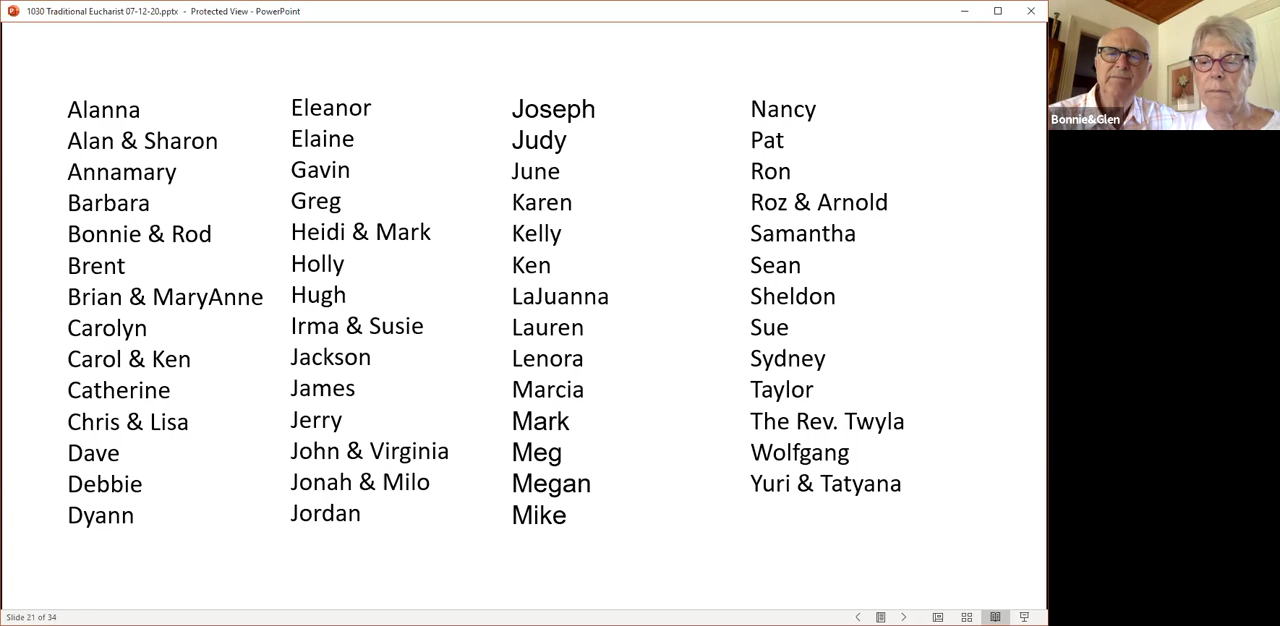 1030 Traditional Eucharist 07-12-20.pptx - Protected View - PowerPoint
Alanna
Alan & Sharon
Annamary
Barbara
Bonnie & Rod
Brent
Brian & MaryAnne
Carolyn
Carol & Ken
Catherine
Chris & Lisa
Dave
Debbie
Dyann
Eleanor
Elaine
Gavin
Greg
Heidi & Mark
Holly
Hugh
Irma & Susie
Jackson
James
Jerry
John & Virginia
Jonah & Milo
Jordan
Joseph
Judy
June
Karen
Kelly
Ken
LaJuanna
Lauren
Lenora
Marcia
Mark
Meg
Megan
Mike
Nancy
Pat
Ron
Roz & Arnold
Samantha
Sean
Sheldon
Sue
Sydney
Taylor
The Rev. Twyla
Wolfgang
Yuri & Tatyana
Bonnie&Glen
Slide 21 of 34